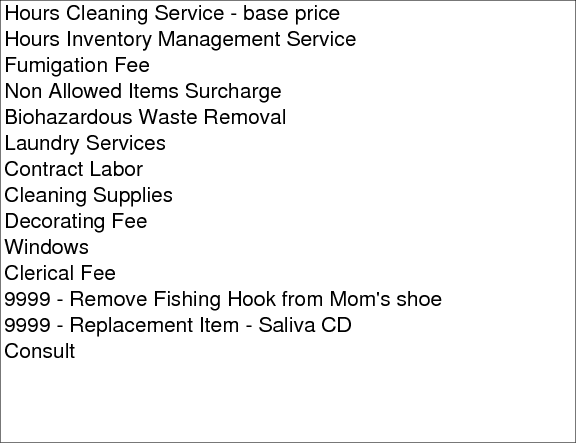 Hours Cleaning Service - base price
Hours Inventory Management Service
Fumigation Fee
Non Allowed Items Surcharge
Biohazardous Waste Removal
Laundry Services
Contract Labor
Cleaning Supplies
Decorating Fee
Windows
Clerical Fee
9999 - Remove Fishing Hook from Mom's shoe
9999 - Replacement Item - Saliva CD
Consult